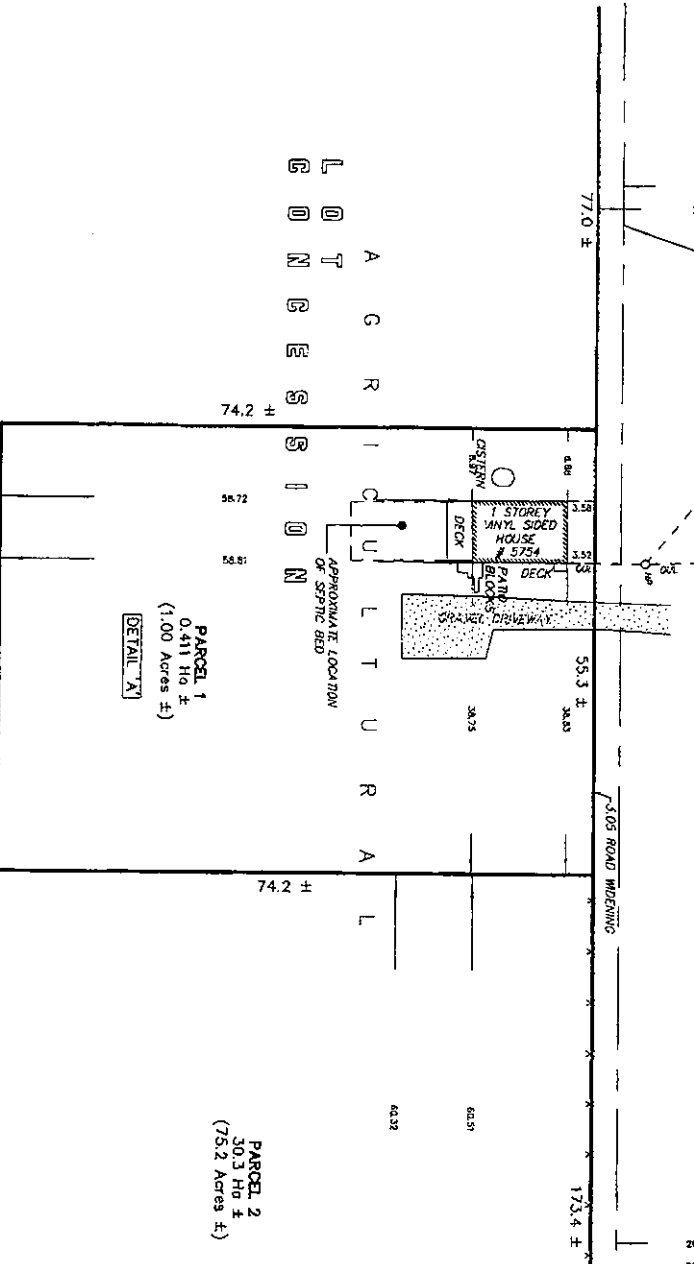 77.0 ±
LOT
CONCESSION
AGRICULTURAL
74.2 ±
CISTERN
3.58
1 STOREY
VINYL SIDED
HOUSE
# 5754
3.52
DECK
DECK
PATIO
BLOCKS
GRAVEL DRIVEWAY
HP
58.72
58.81
APPROXIMATE LOCATION
OF SEPTIC BED
PARCEL 1
0.411 Ha ±
(1.00 Acres ±)
DETAIL 'A'
55.3 ±
38.83
38.75
3.05 ROAD WIDENING
74.2 ±
60.51
60.32
173.4 ±
PARCEL 2
30.3 Ha ±
(75.2 Acres ±)